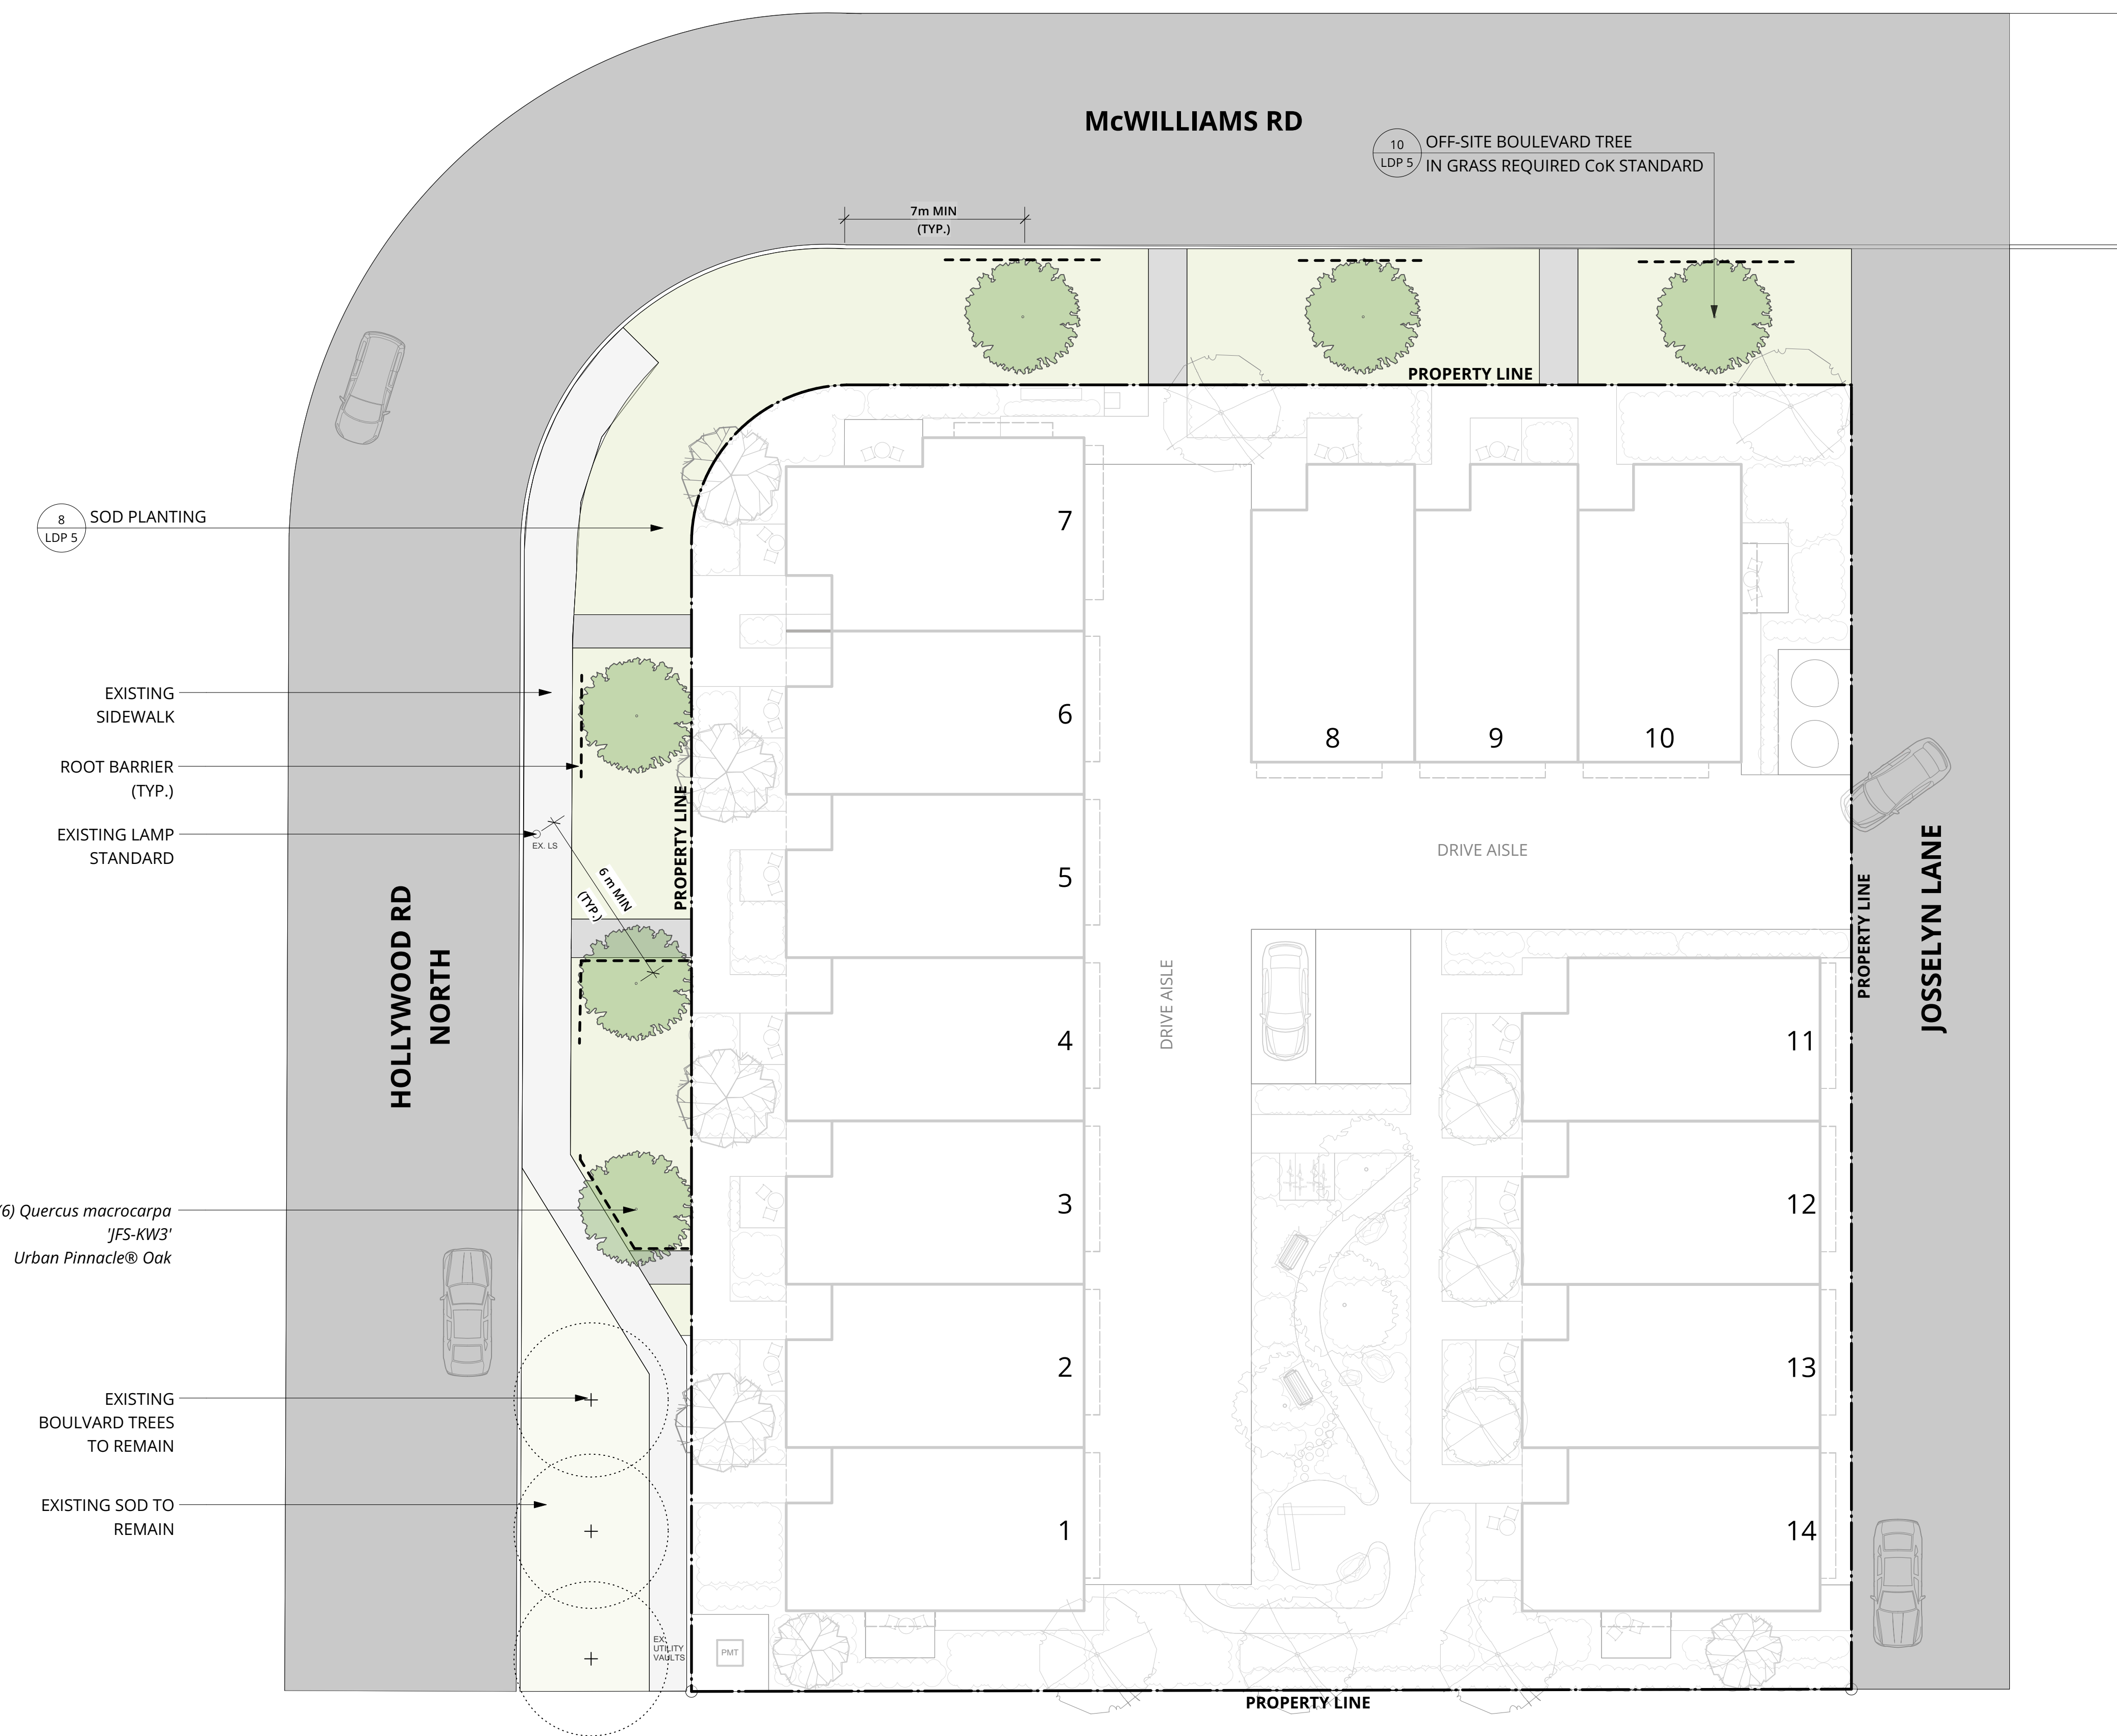 McWILLIAMS RD
10
LDP 5
OFF-SITE BOULEVARD TREE
IN GRASS REQUIRED CoK STANDARD
7m MIN
(TYP.)
PROPERTY LINE
8
LDP 5
SOD PLANTING
7
EXISTING
SIDEWALK
6
8
9
10
ROOT BARRIER
(TYP.)
EXISTING LAMP
STANDARD
EX. LS
PROPERTY LINE
6 m MIN
(TYP.)
5
DRIVE AISLE
HOLLYWOOD RD
NORTH
DRIVE AISLE
PROPERTY LINE
JOSSELYN LANE
4
11
(6) Quercus macrocarpa
'JFS-KW3'
Urban Pinnacle® Oak
3
12
EXISTING
BOULVARD TREES
TO REMAIN
2
13
EXISTING SOD TO
REMAIN
1
14
EX.
UTILITY
VAULTS
PMT
PROPERTY LINE